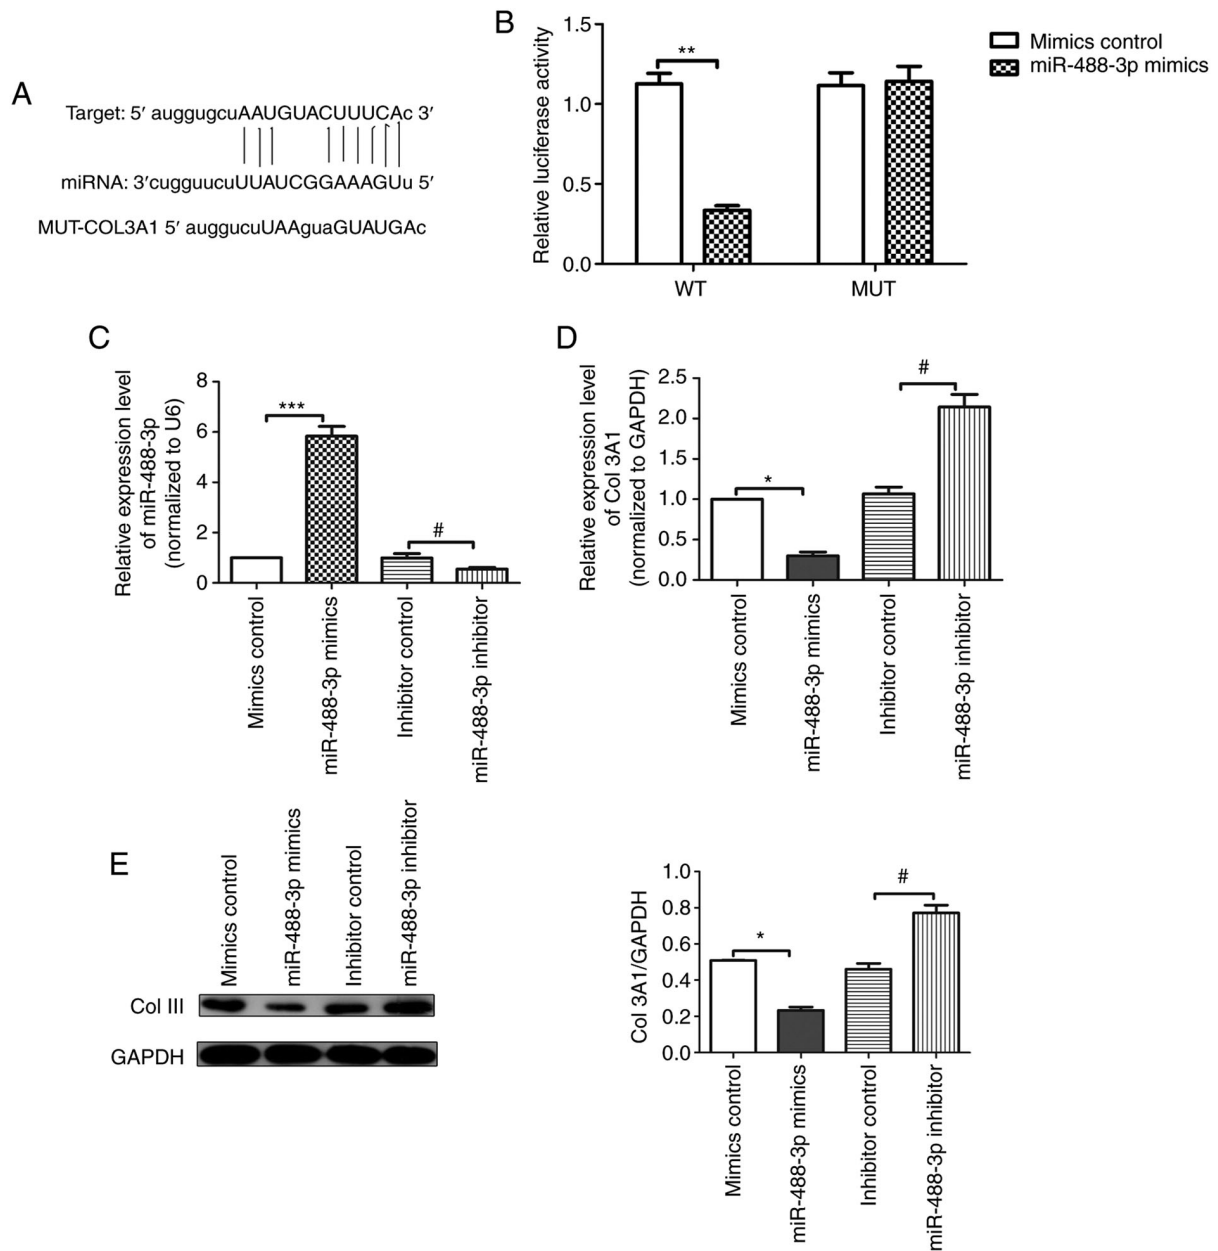 A
Target: 5′ auggugcuAAUGUACUUUCAc 3′
miRNA: 3′cugguucuUUAUCGGAAAGUu 5′
MUT-COL3A1 5′ auggucuUAAguaGUAUGAc
B
Relative luciferase activity
1.5
1.0
0.5
0.0
**
WT
MUT
Mimics control
miR-488-3p mimics
C
Relative expression level
of miR-488-3p
(normalized to U6)
8
6
4
2
0
***
#
Mimics control
miR-488-3p mimics
Inhibitor control
miR-488-3p inhibitor
D
Relative expression level
of Col 3A1
(normalized to GAPDH)
2.5
2.0
1.5
1.0
0.5
0.0
*
#
Mimics control
miR-488-3p mimics
Inhibitor control
miR-488-3p inhibitor
E
Mimics control
miR-488-3p mimics
Inhibitor control
miR-488-3p inhibitor
Col III
GAPDH
Col 3A1/GAPDH
1.0
0.8
0.6
0.4
0.2
0.0
*
#
Mimics control
miR-488-3p mimics
Inhibitor control
miR-488-3p inhibitor